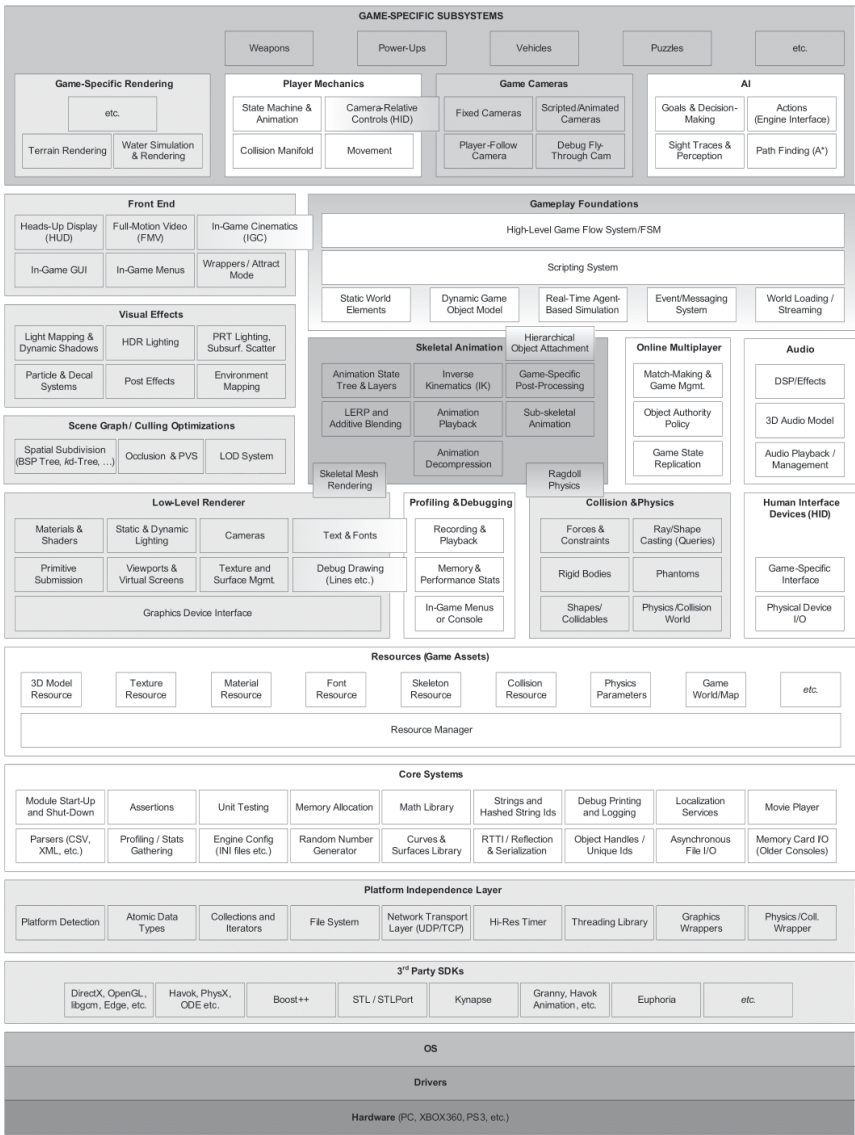 GAME-SPECIFIC SUBSYSTEMS
Weapons
Power-Ups
Vehicles
Puzzles
etc.
Game-Specific Rendering
etc.
Terrain Rendering
Water Simulation
& Rendering
Player Mechanics
State Machine &
Animation
Camera-Relative
Controls (HID)
Collision Manifold
Movement
Game Cameras
Fixed Cameras
Scripted/Animated
Cameras
Player-Follow
Camera
Debug Fly-
Through Cam
AI
Goals & Decision-
Making
Actions
(Engine Interface)
Sight Traces &
Perception
Path Finding (A*)
Front End
Heads-Up Display
(HUD)
Full-Motion Video
(FMV)
In-Game Cinematics
(IGC)
In-Game GUI
In-Game Menus
Wrappers / Attract
Mode
Gameplay Foundations
High-Level Game Flow System/FSM
Scripting System
Static World
Elements
Dynamic Game
Object Model
Real-Time Agent-
Based Simulation
Event/Messaging
System
World Loading /
Streaming
Visual Effects
Light Mapping &
Dynamic Shadows
HDR Lighting
PRT Lighting,
Subsurf. Scatter
Particle & Decal
Systems
Post Effects
Environment
Mapping
Skeletal Animation
Hierarchical
Object Attachment
Animation State
Tree & Layers
Inverse
Kinematics (IK)
Game-Specific
Post-Processing
LERP and
Additive Blending
Animation
Playback
Sub-skeletal
Animation
Animation
Decompression
Skeletal Mesh
Rendering
Ragdoll
Physics
Online Multiplayer
Match-Making &
Game Mgmt.
Object Authority
Policy
Game State
Replication
Audio
DSP/Effects
3D Audio Model
Audio Playback /
Management
Scene Graph / Culling Optimizations
Spatial Subdivision
(BSP Tree, kd-Tree, …)
Occlusion & PVS
LOD System
Low-Level Renderer
Materials &
Shaders
Static & Dynamic
Lighting
Cameras
Text & Fonts
Primitive
Submission
Viewports &
Virtual Screens
Texture and
Surface Mgmt.
Debug Drawing
(Lines etc.)
Graphics Device Interface
Profiling & Debugging
Recording &
Playback
Memory &
Performance Stats
In-Game Menus
or Console
Collision & Physics
Forces &
Constraints
Ray/Shape
Casting (Queries)
Rigid Bodies
Phantoms
Shapes/
Collidables
Physics/Collision
World
Human Interface
Devices (HID)
Game-Specific
Interface
Physical Device
I/O
Resources (Game Assets)
3D Model
Resource
Texture
Resource
Material
Resource
Font
Resource
Skeleton
Resource
Collision
Resource
Physics
Parameters
Game
World/Map
etc.
Resource Manager
Core Systems
Module Start-Up
and Shut-Down
Assertions
Unit Testing
Memory Allocation
Math Library
Strings and
Hashed String Ids
Debug Printing
and Logging
Localization
Services
Movie Player
Parsers (CSV,
XML, etc.)
Profiling / Stats
Gathering
Engine Config
(INI files etc.)
Random Number
Generator
Curves &
Surfaces Library
RTTI / Reflection
& Serialization
Object Handles /
Unique Ids
Asynchronous
File I/O
Memory Card I/O
(Older Consoles)
Platform Independence Layer
Platform Detection
Atomic Data
Types
Collections and
Iterators
File System
Network Transport
Layer (UDP/TCP)
Hi-Res Timer
Threading Library
Graphics
Wrappers
Physics/Coll.
Wrapper
3rd Party SDKs
DirectX, OpenGL,
libgcm, Edge, etc.
Havok, PhysX,
ODE etc.
Boost++
STL / STLPort
Kynapse
Granny, Havok
Animation, etc.
Euphoria
etc.
OS
Drivers
Hardware (PC, XBOX360, PS3, etc.)